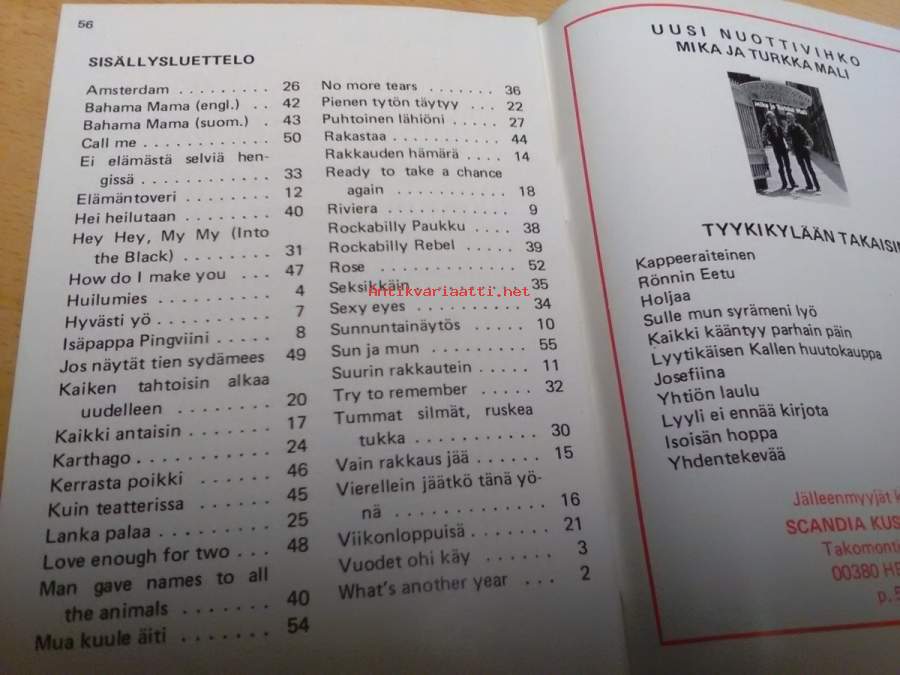 56
SISÄLLYSLUETTELO
Amsterdam . . . . . . . . . 26
Bahama Mama (engl.) . . 42
Bahama Mama (suom.) . 43
Call me . . . . . . . . . . . . 50
Ei elämästä selviä hen-
gissä . . . . . . . . . . . . 33
Elämäntoveri . . . . . . . . 12
Hei heilutaan . . . . . . . . 40
Hey Hey, My My (Into
the Black) . . . . . . . . . 31
How do I make you . . . 47
Huilumies . . . . . . . . . . 4
Hyvästi yö . . . . . . . . . . 7
Isäpappa Pingviini . . . . . 8
Jos näytät tien sydämees 49
Kaiken tahtoisin alkaa
uudelleen . . . . . . . . 20
Kaikki antaisin . . . . . . . 17
Karthago . . . . . . . . . . . 24
Kerrasta poikki . . . . . . 46
Kuin teatterissa . . . . . . 45
Lanka palaa . . . . . . . . . 25
Love enough for two . . . 48
Man gave names to all
the animals . . . . . . . 40
Mua kuule äiti . . . . . . . 54
No more tears . . . . . . . 36
Pienen tytön täytyy . . . 22
Puhtoinen lähiöni . . . . . 27
Rakastaa . . . . . . . . . . . 44
Rakkauden hämärä . . . . 14
Ready to take a chance
again . . . . . . . . . . . 18
Riviera . . . . . . . . . . . . 9
Rockabilly Paukku . . . . 38
Rockabilly Rebel . . . . . 39
Rose . . . . . . . . . . . . . 52
Seksikkäin . . . . . . . . . 35
Sexy eyes . . . . . . . . . . 34
Sunnuntainäytös . . . . . 10
Sun ja mun . . . . . . . . . 55
Suurin rakkautein . . . . . 11
Try to remember . . . . . 32
Tummat silmät, ruskea
tukka . . . . . . . . . . . 30
Vain rakkaus jää . . . . . . 15
Vierellein jäätkö tänä yö-
nä . . . . . . . . . . . . . . 16
Viikonloppuisä . . . . . . . 21
Vuodet ohi käy . . . . . . 3
What's another year . . . 2
antikvariaatti.net
UUSI NUOTTIVIHKO
MIKA JA TURKKA MALI
TYYKIKYLÄÄN TAKAISIN
Kappeeraiteinen
Rönnin Eetu
Holjaa
Sulle mun syrämeni lyö
Kaikki kääntyy parhain päin
Lyytikäisen Kallen huutokauppa
Josefiina
Yhtiön laulu
Lyyli ei ennää kirjota
Isoisän hoppa
Yhdentekevää
Jälleenmyyjät k
SCANDIA KUS
Takomonti
00380 HE
p. 5